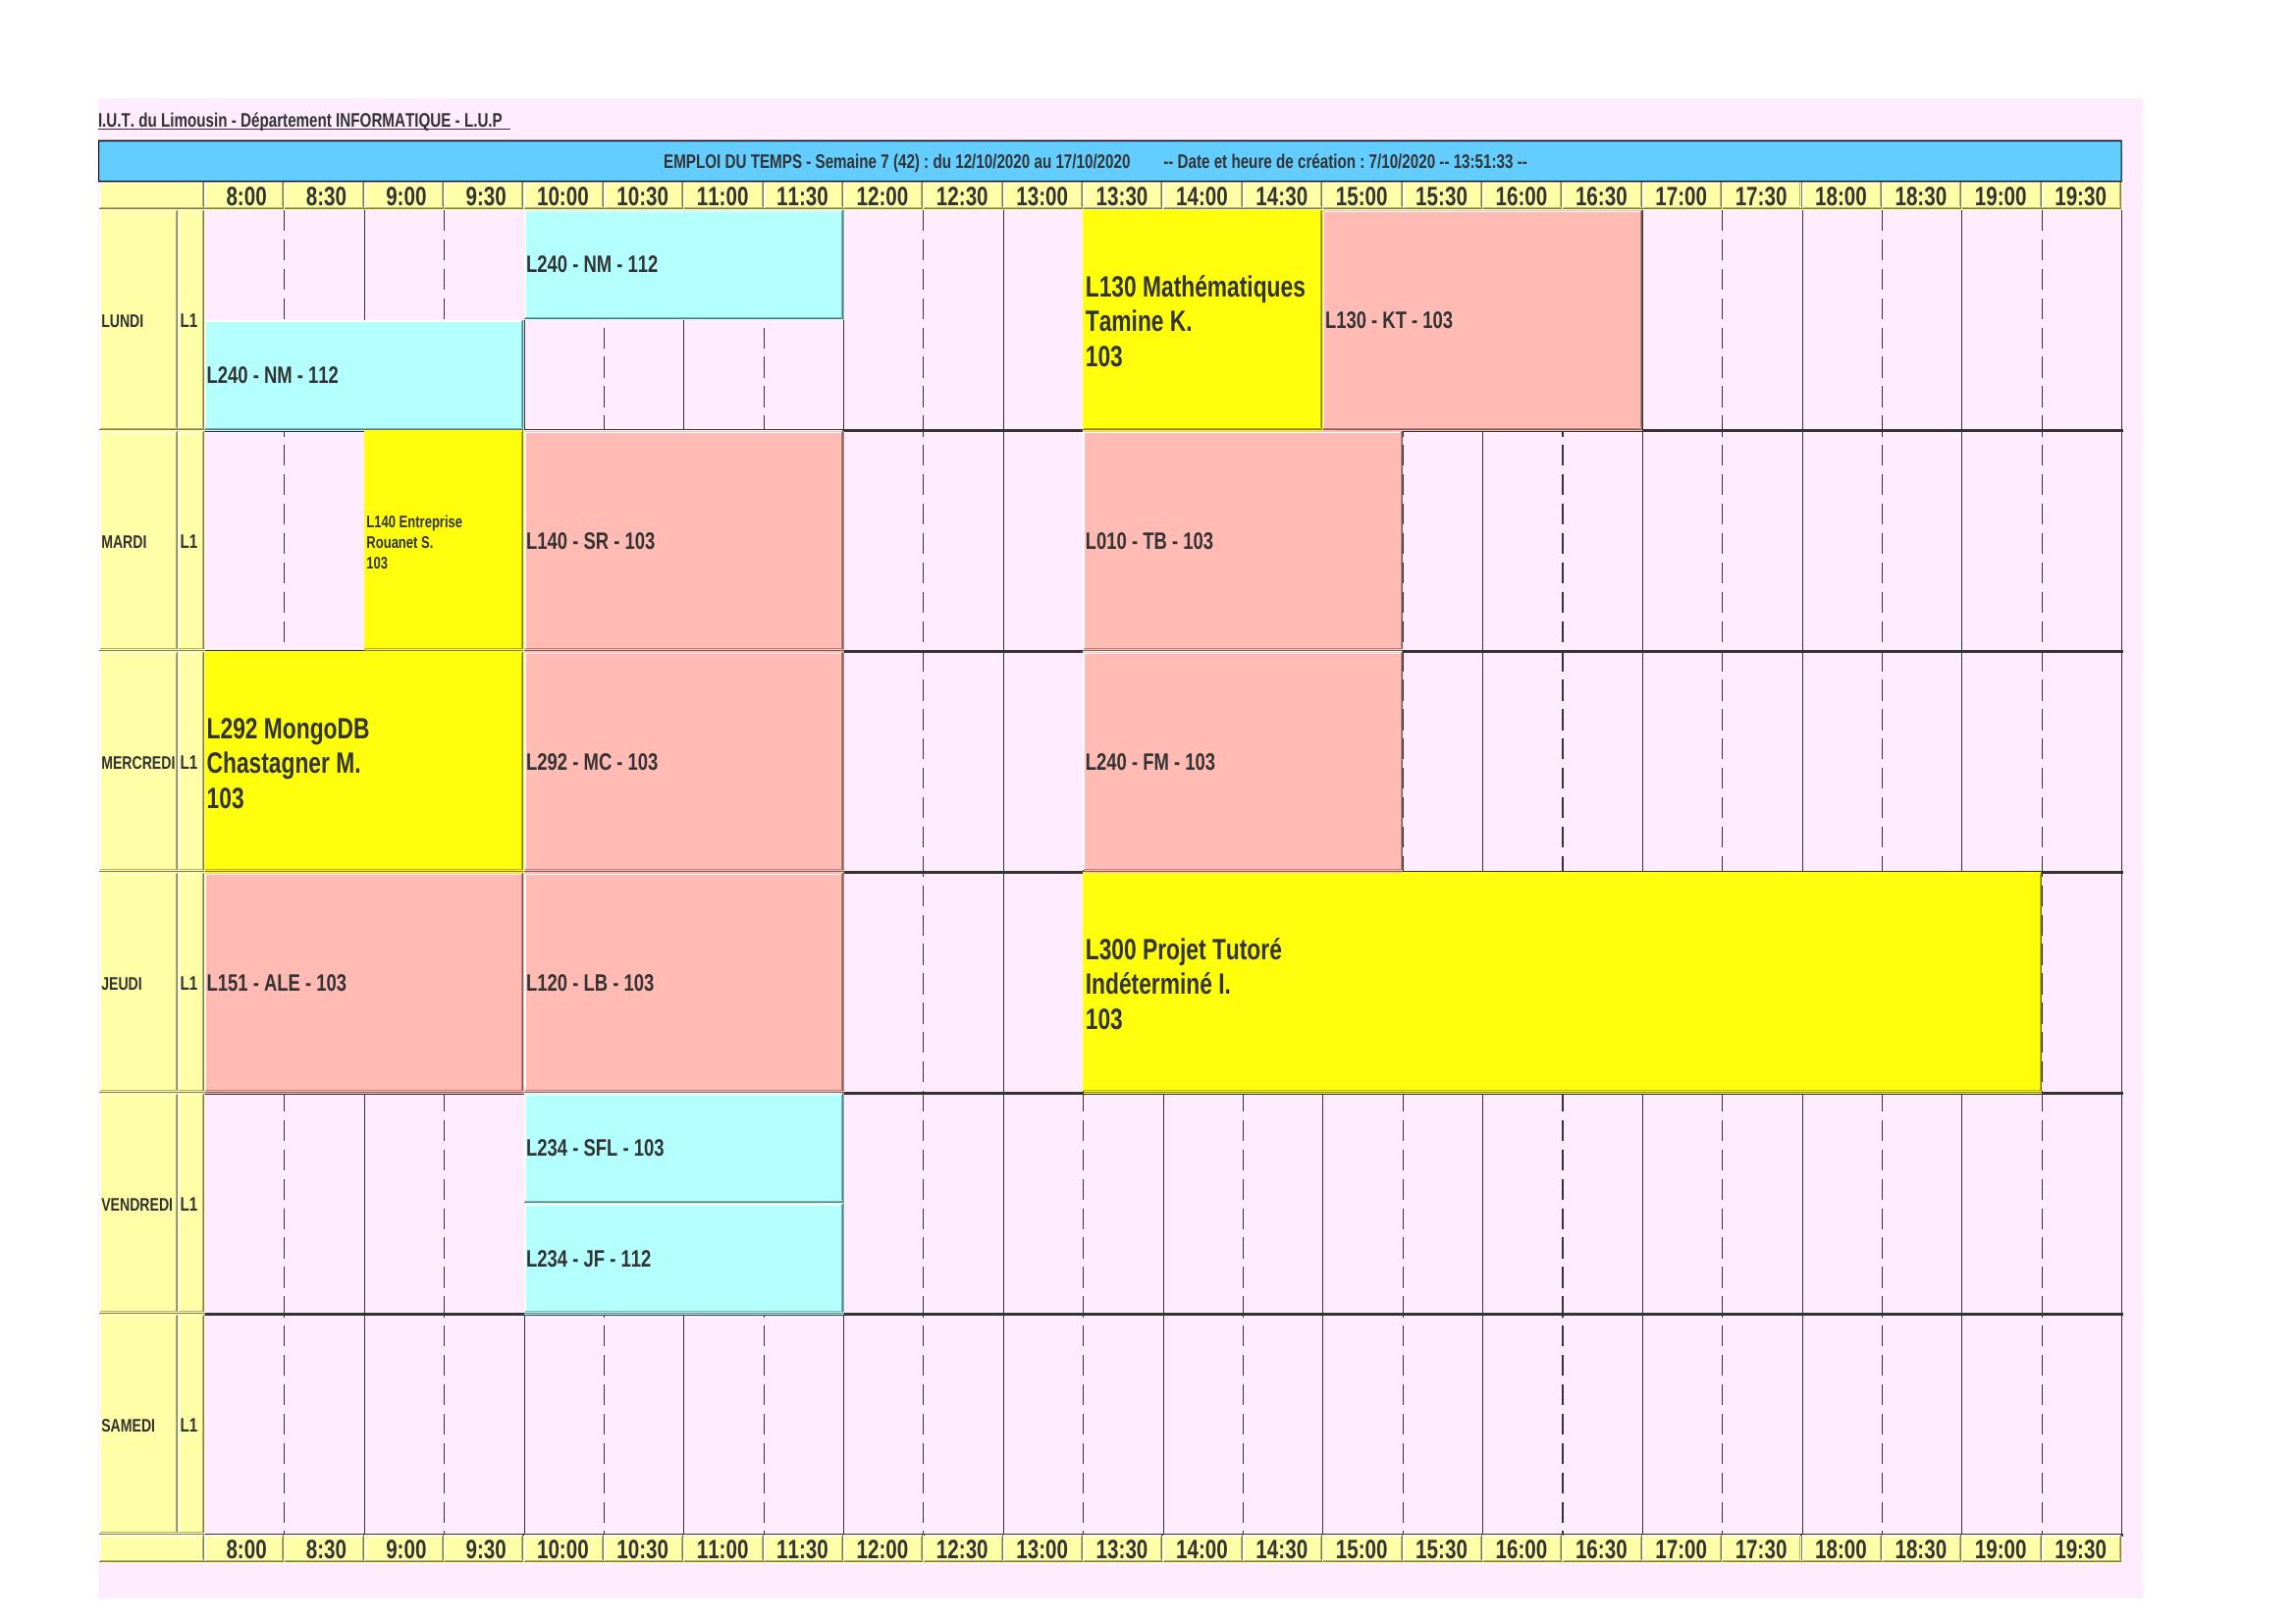 I.U.T. du Limousin - Département INFORMATIQUE - L.U.P
EMPLOI DU TEMPS - Semaine 7 (42) : du 12/10/2020 au 17/10/2020 -- Date et heure de création : 7/10/2020 -- 13:51:33 --
8:00 8:30 9:00 9:30 10:00 10:30 11:00 11:30 12:00 12:30 13:00 13:30 14:00 14:30 15:00 15:30 16:00 16:30 17:00 17:30 18:00 18:30 19:00 19:30
LUNDI L1
L240 - NM - 112
L240 - NM - 112
L130 Mathématiques
Tamine K.
103
L130 - KT - 103
MARDI L1
L140 Entreprise
Rouanet S.
103
L140 - SR - 103
L010 - TB - 103
MERCREDI L1
L292 MongoDB
Chastagner M.
103
L292 - MC - 103
L240 - FM - 103
JEUDI L1
L151 - ALE - 103
L120 - LB - 103
L300 Projet Tutoré
Indéterminé I.
103
VENDREDI L1
L234 - SFL - 103
L234 - JF - 112
SAMEDI L1
8:00 8:30 9:00 9:30 10:00 10:30 11:00 11:30 12:00 12:30 13:00 13:30 14:00 14:30 15:00 15:30 16:00 16:30 17:00 17:30 18:00 18:30 19:00 19:30